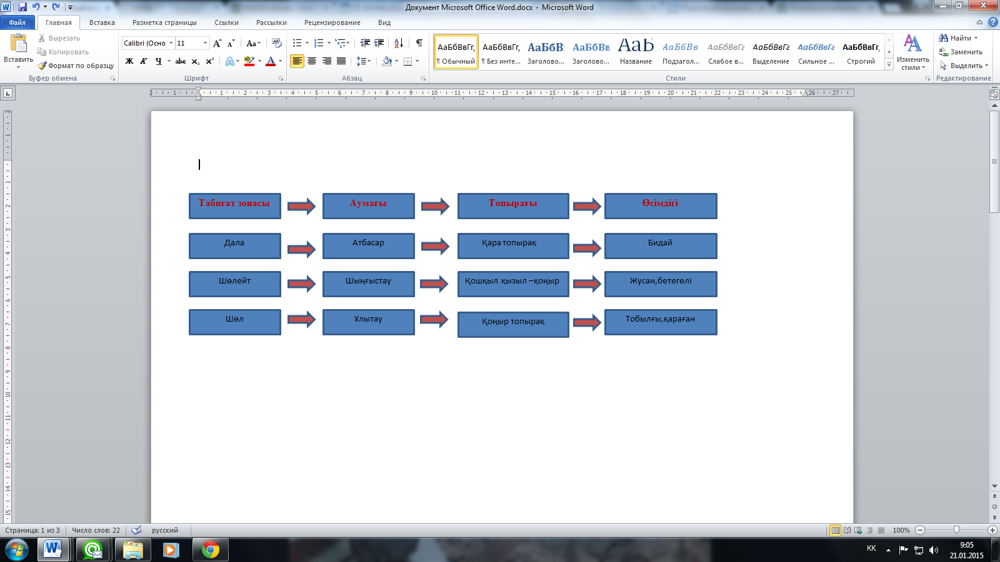 Документ Microsoft Office Word.docx - Microsoft Word
Файл Главная Вставка Разметка страницы Ссылки Рассылки Рецензирование Вид
Вставить
Вырезать
Копировать
Формат по образцу
Буфер обмена
Calibri (Осно 11
Шрифт
Абзац
АаБбВвГг, АаБбВвГг, АаБбВ АаБбВв АаБ АаБбВв. АаБбВвГг АаБбВвГг АаБбВвГг АаБбВвГг,
¶ Обычный ¶ Без инте... Заголово... Заголово... Название Подзагол... Слабое в... Выделение Сильное ... Строгий
Стили
Изменить стили
Найти
Заменить
Выделить
Редактирование
Табиғат зонасы Аумағы Топырағы Өсімдігі
Дала Атбасар Қара топырақ Бидай
Шөлейт Шыңғыстау Қошқыл қызыл –қоңыр Жусан,бетегелі
Шөл Ұлытау Қоңыр топырақ Тобылғы,қараған
Страница: 1 из 3 Число слов: 22 русский 100%
KK 9:05
21.01.2015